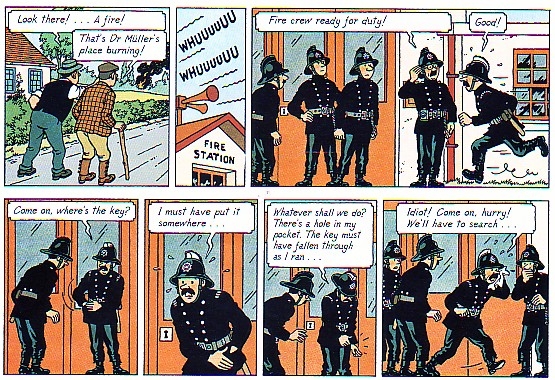 Look there! . . . A fire!
That's Dr Müller's
place burning!
WHUUUUUU
WHUUUUUU
FIRE
STATION
Fire crew ready for duty!
Good!
Come on, where's the key?
I must have put it
somewhere . . .
Whatever shall we do?
There's a hole in my
pocket. The key must
have fallen through
as I ran . . .
Idiot! Come on, hurry!
We'll have to search . . .